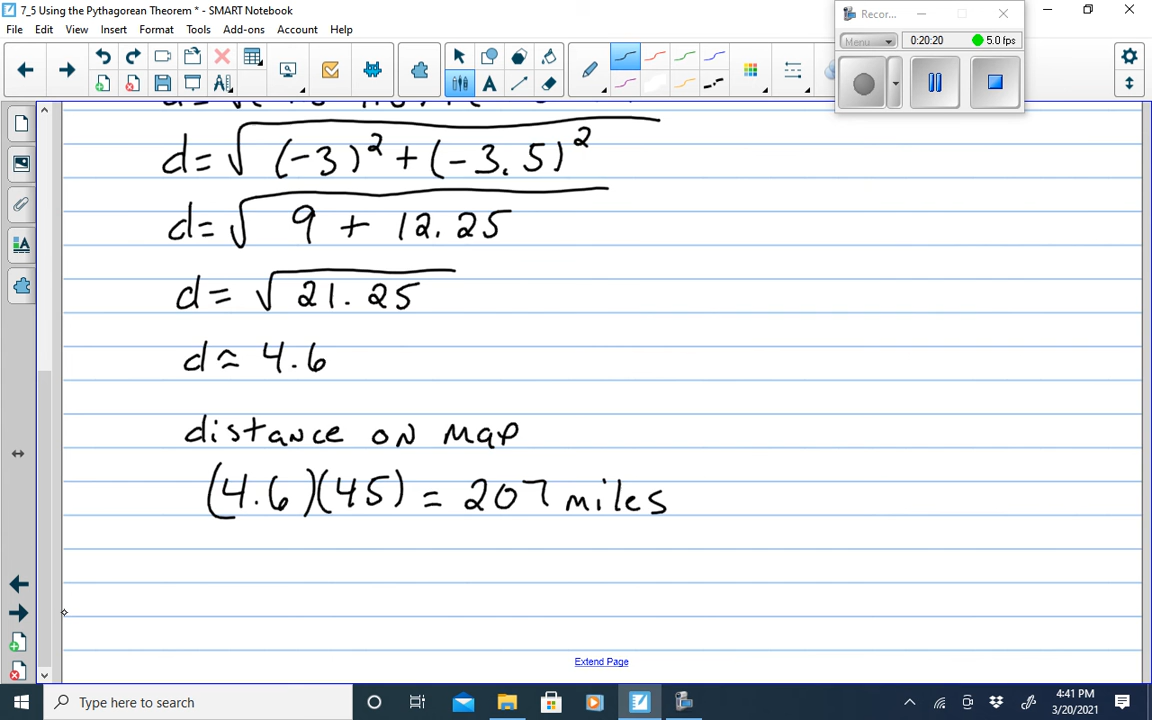 7_5 Using the Pythagorean Theorem * - SMART Notebook
Recor...
File Edit View Insert Format Tools Add-ons Account Help
Menu 0:20:20 5.0 fps
d = √(-3)² + (-3.5)²
d = √9 + 12.25
d = √21.25
d ≈ 4.6
distance on map
(4.6)(45) = 207 miles
Extend Page
Type here to search
4:41 PM
3/20/2021